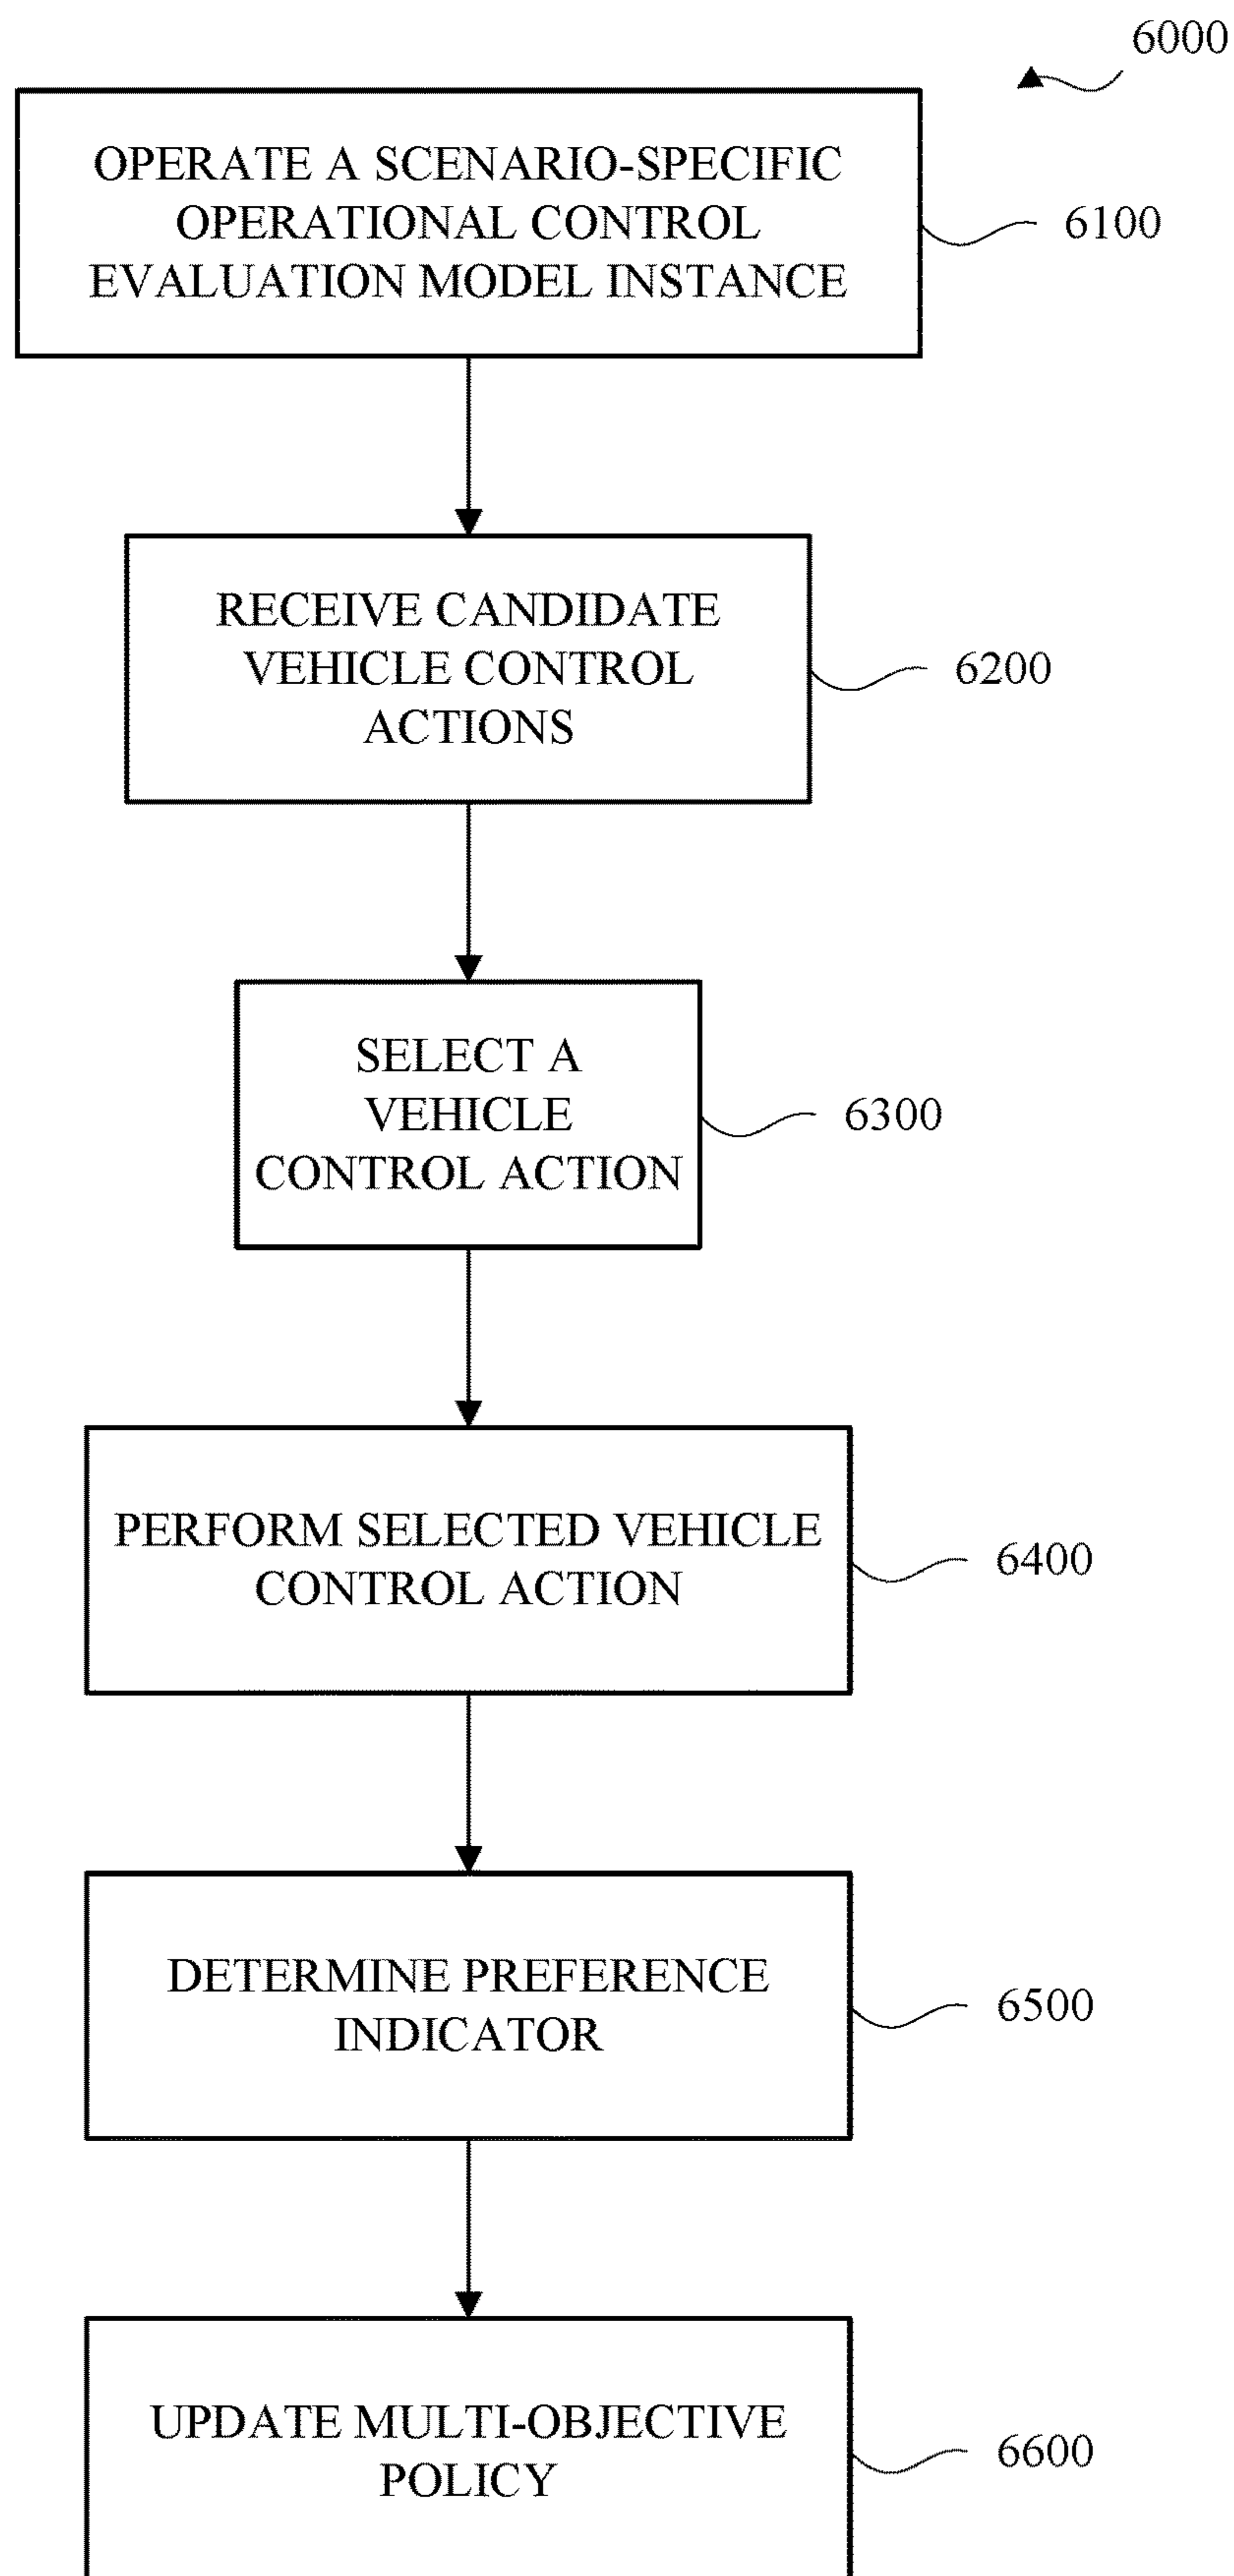 6000
OPERATE A SCENARIO-SPECIFIC
OPERATIONAL CONTROL
EVALUATION MODEL INSTANCE
6100
RECEIVE CANDIDATE
VEHICLE CONTROL
ACTIONS
6200
SELECT A
VEHICLE
CONTROL ACTION
6300
PERFORM SELECTED VEHICLE
CONTROL ACTION
6400
DETERMINE PREFERENCE
INDICATOR
6500
UPDATE MULTI-OBJECTIVE
POLICY
6600